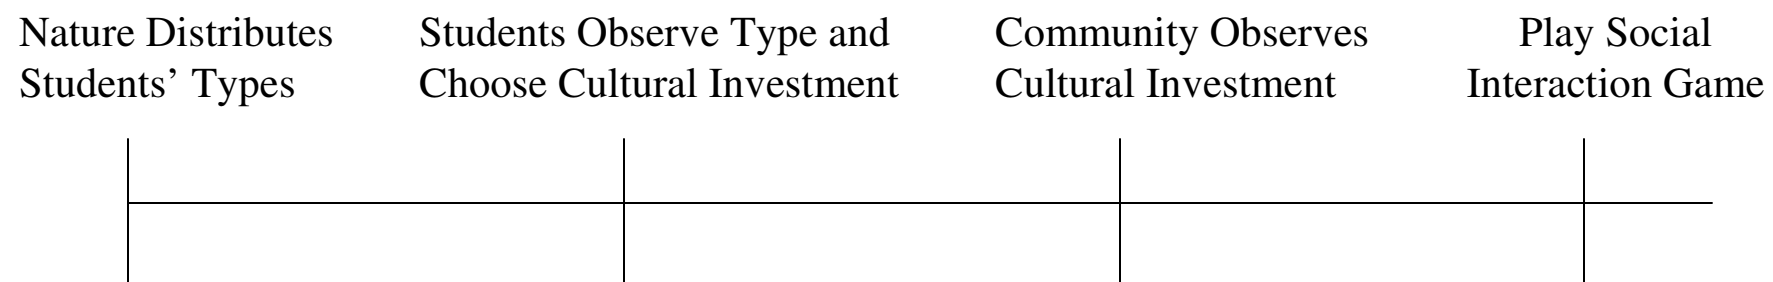 Nature Distributes
Students’ Types
Students Observe Type and
Choose Cultural Investment
Community Observes
Cultural Investment
Play Social
Interaction Game